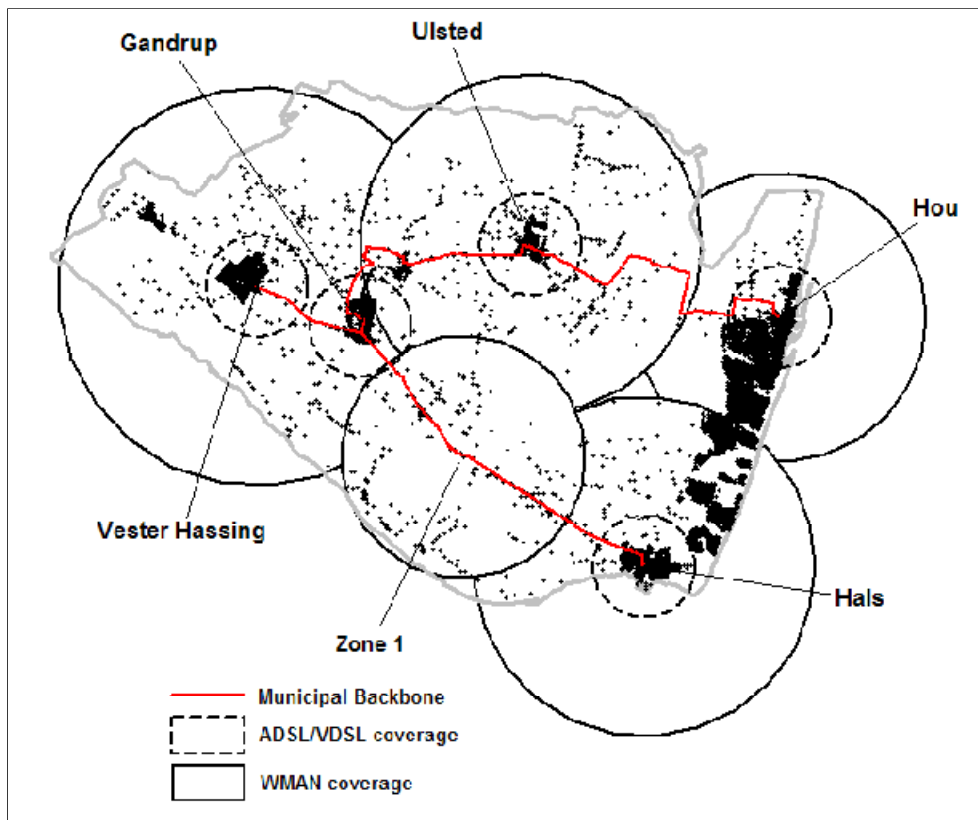 Ulsted
Gandrup
Hou
Vester Hassing
Hals
Zone 1
Municipal Backbone
ADSL/VDSL coverage
WMAN coverage